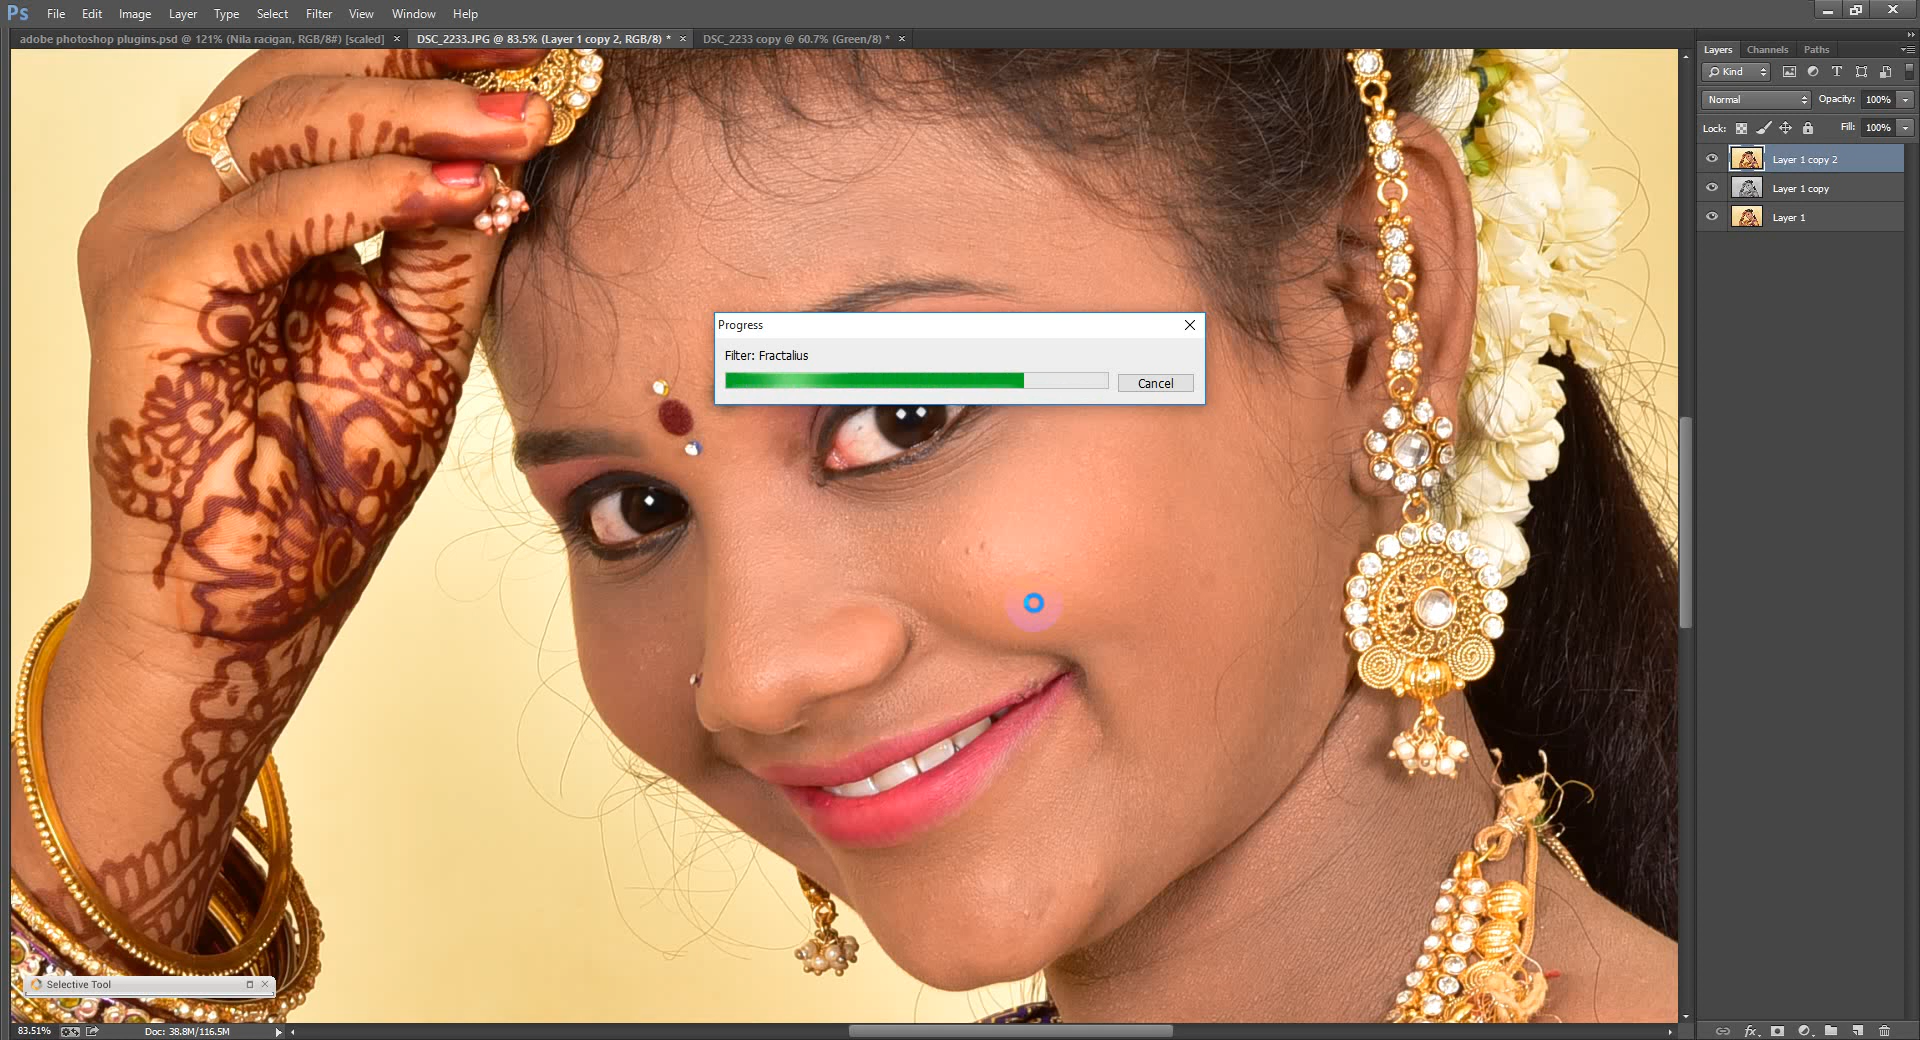 Ps File Edit Image Layer Type Select Filter View Window Help
adobe photoshop plugins.psd @ 121% (Nila racigan, RGB/8#) [scaled] × DSC_2233.JPG @ 83.5% (Layer 1 copy 2, RGB/8) * × DSC_2233 copy @ 60.7% (Green/8) * ×
Layers Channels Paths
Kind
Normal Opacity: 100%
Lock: Fill: 100%
Layer 1 copy 2
Layer 1 copy
Layer 1
Progress
Filter: Fractalius
Cancel
Selective Tool
83.51% Doc: 38.8M/116.5M
fx